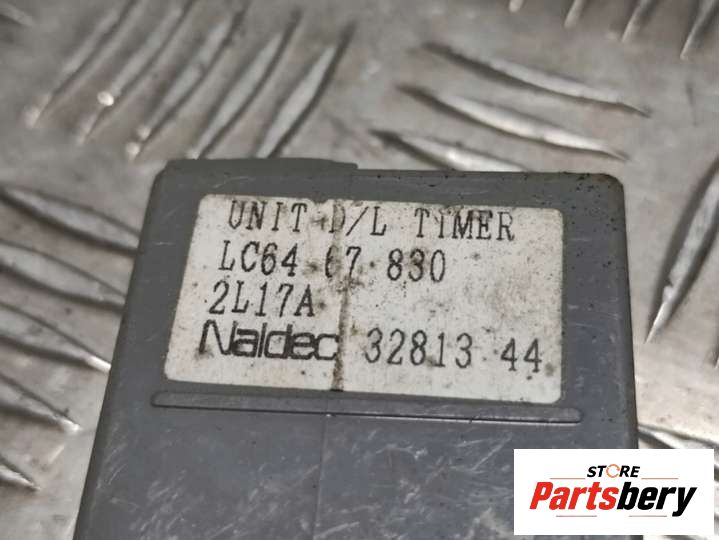 UNIT D/L TIMER
LC64 67 830
2L17A
Naldec 32813 44
STORE
Partsbery